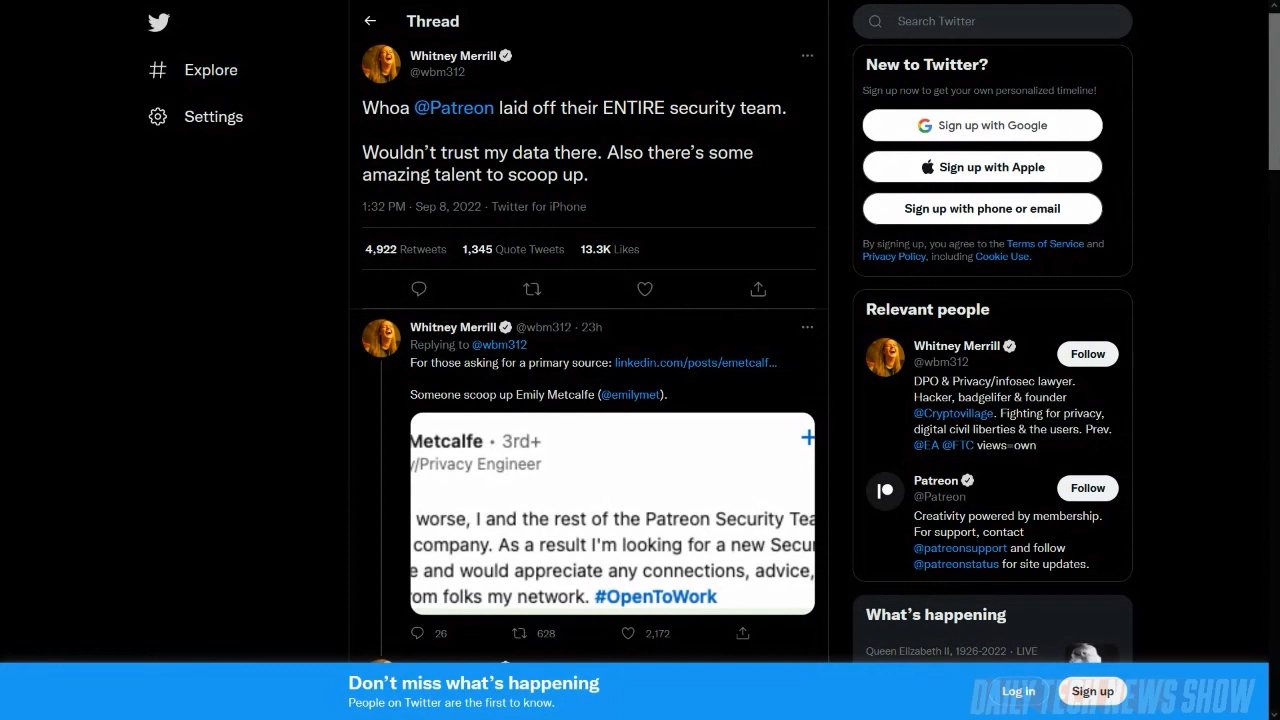 Explore
Settings
Thread
Whitney Merrill
@wbm312
Whoa @Patreon laid off their ENTIRE security team.
Wouldn't trust my data there. Also there's some
amazing talent to scoop up.
1:32 PM · Sep 8, 2022 · Twitter for iPhone
4,922 Retweets 1,345 Quote Tweets 13.3K Likes
Whitney Merrill @wbm312 · 23h
Replying to @wbm312
For those asking for a primary source: linkedin.com/posts/emetcalf...
Someone scoop up Emily Metcalfe (@emilymet).
Metcalfe · 3rd+
y/Privacy Engineer
worse, I and the rest of the Patreon Security Tea
company. As a result I'm looking for a new Secur
e and would appreciate any connections, advice,
om folks my network. #OpenToWork
26 628 2,172
Search Twitter
New to Twitter?
Sign up now to get your own personalized timeline!
Sign up with Google
Sign up with Apple
Sign up with phone or email
By signing up, you agree to the Terms of Service and
Privacy Policy, including Cookie Use.
Relevant people
Whitney Merrill
@wbm312
Follow
DPO & Privacy/infosec lawyer.
Hacker, badgelifer & founder
@Cryptovillage. Fighting for privacy,
digital civil liberties & the users. Prev.
@EA @FTC views=own
Patreon
@Patreon
Follow
Creativity powered by membership.
For support, contact
@patreonsupport and follow
@patreonstatus for site updates.
What's happening
Queen Elizabeth II, 1926-2022 · LIVE
Don't miss what's happening
People on Twitter are the first to know.
Log in
Sign up
DAILY TECH NEWS SHOW